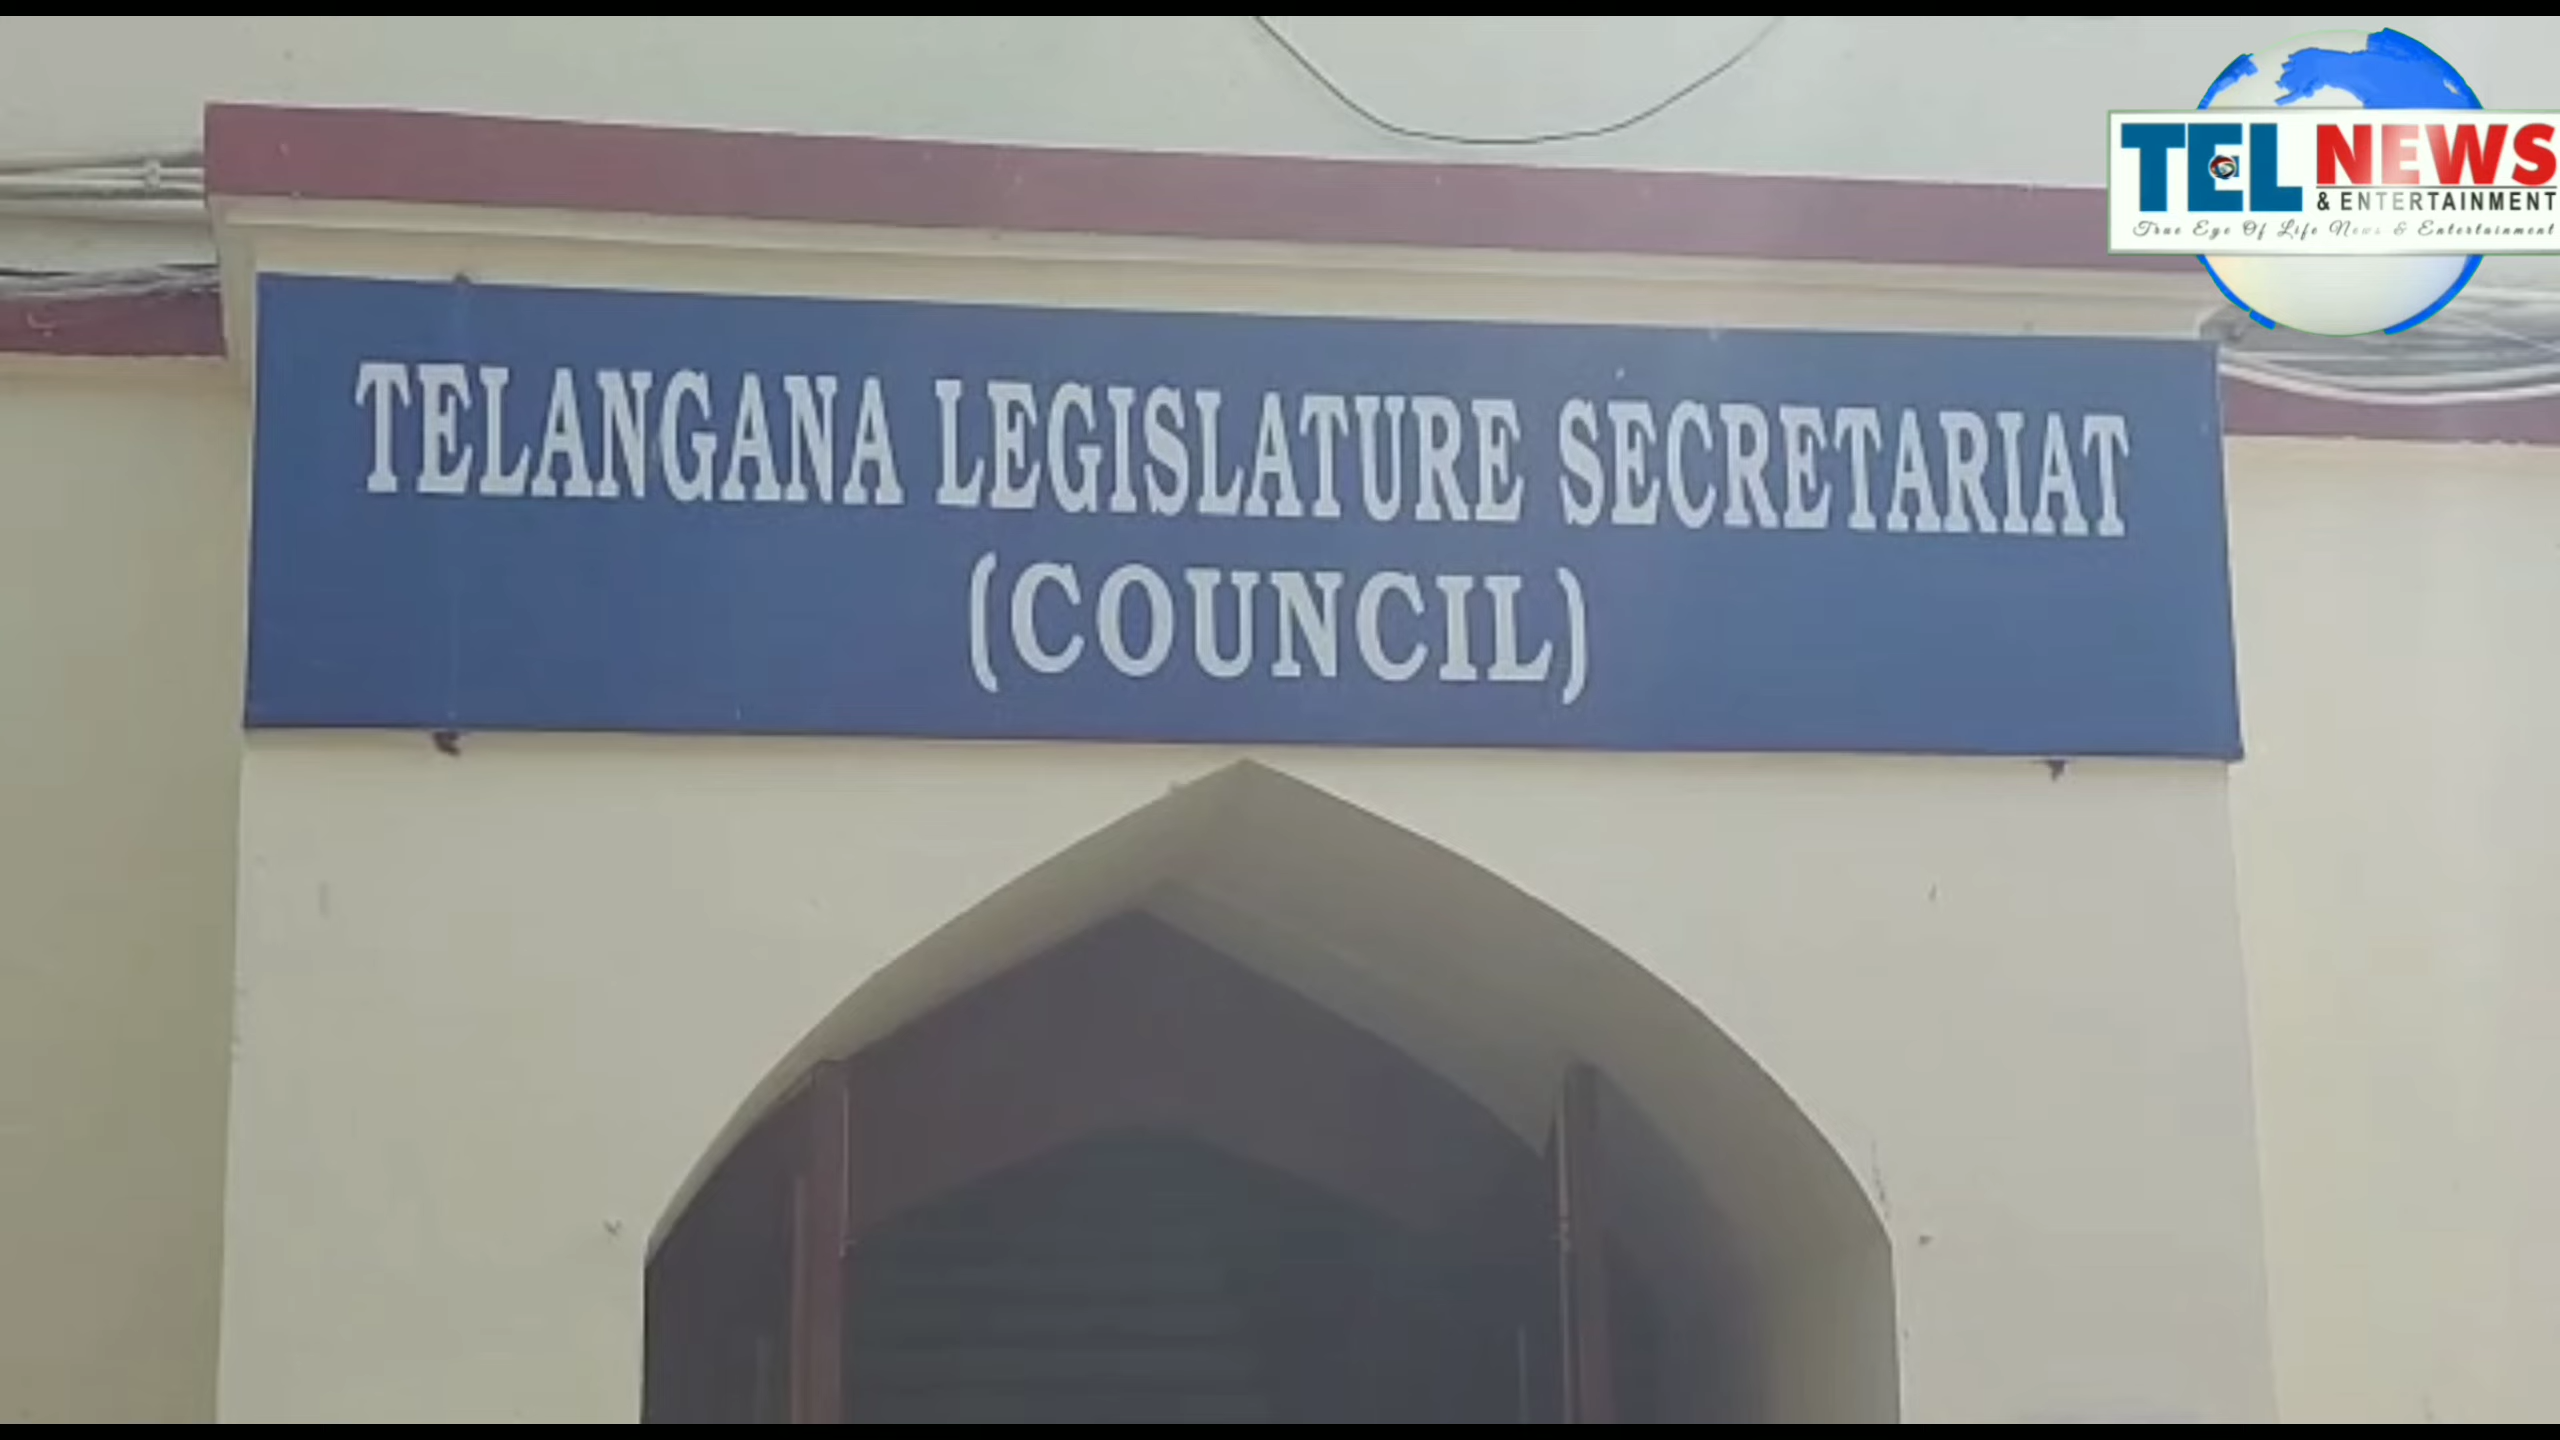 TEL NEWS
& ENTERTAINMENT
True Eye Of Life News & Entertainment
TELANGANA LEGISLATURE SECRETARIAT
(COUNCIL)